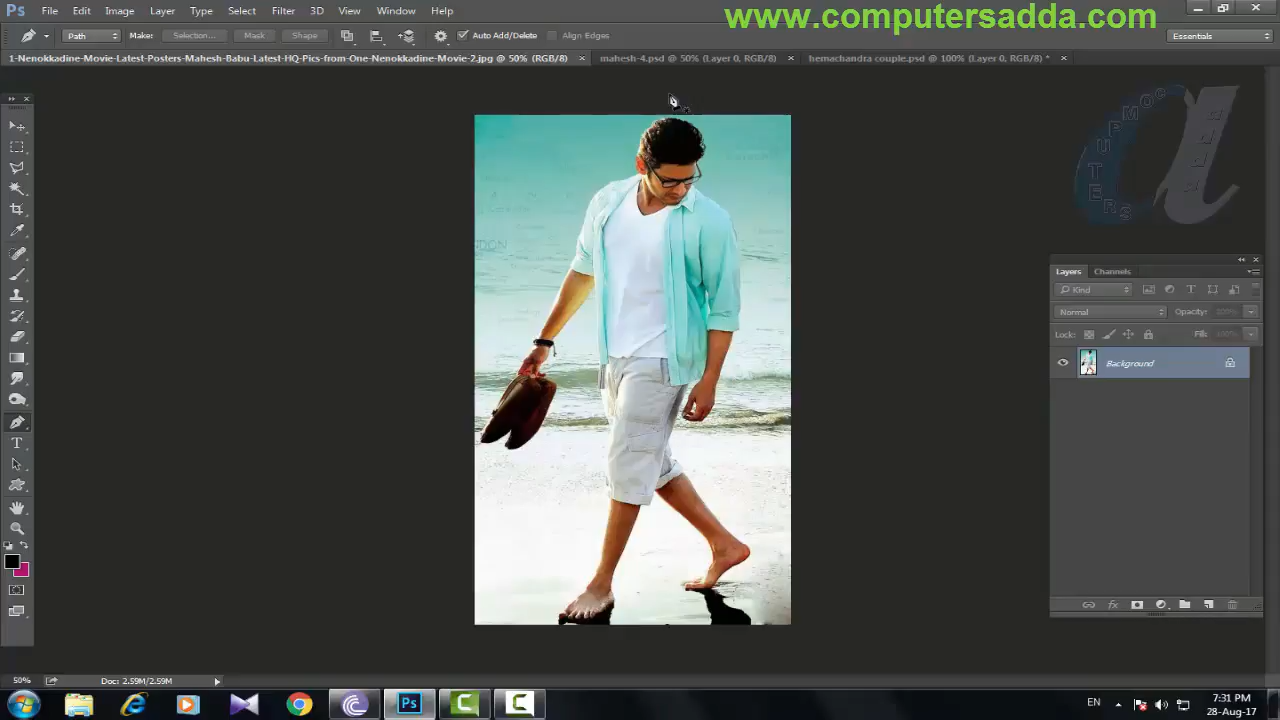 Ps File Edit Image Layer Type Select Filter 3D View Window Help
www.computersadda.com
Path Make: Selection... Mask Shape Auto Add/Delete Align Edges Essentials
1-Nenokkadine-Movie-Latest-Posters-Mahesh-Babu-Latest-HQ-Pics-from-One-Nenokkadine-Movie-2.jpg @ 50% (RGB/8) × mahesh-4.psd @ 50% (Layer 0, RGB/8) × hemachandra couple.psd @ 100% (Layer 0, RGB/8) * ×
COMPUTERS
adda
Layers Channels
Kind
Normal Opacity:
Lock: Fill:
Background
50% Doc: 2.59M/2.59M
Ps
EN
7:31 PM
28-Aug-17